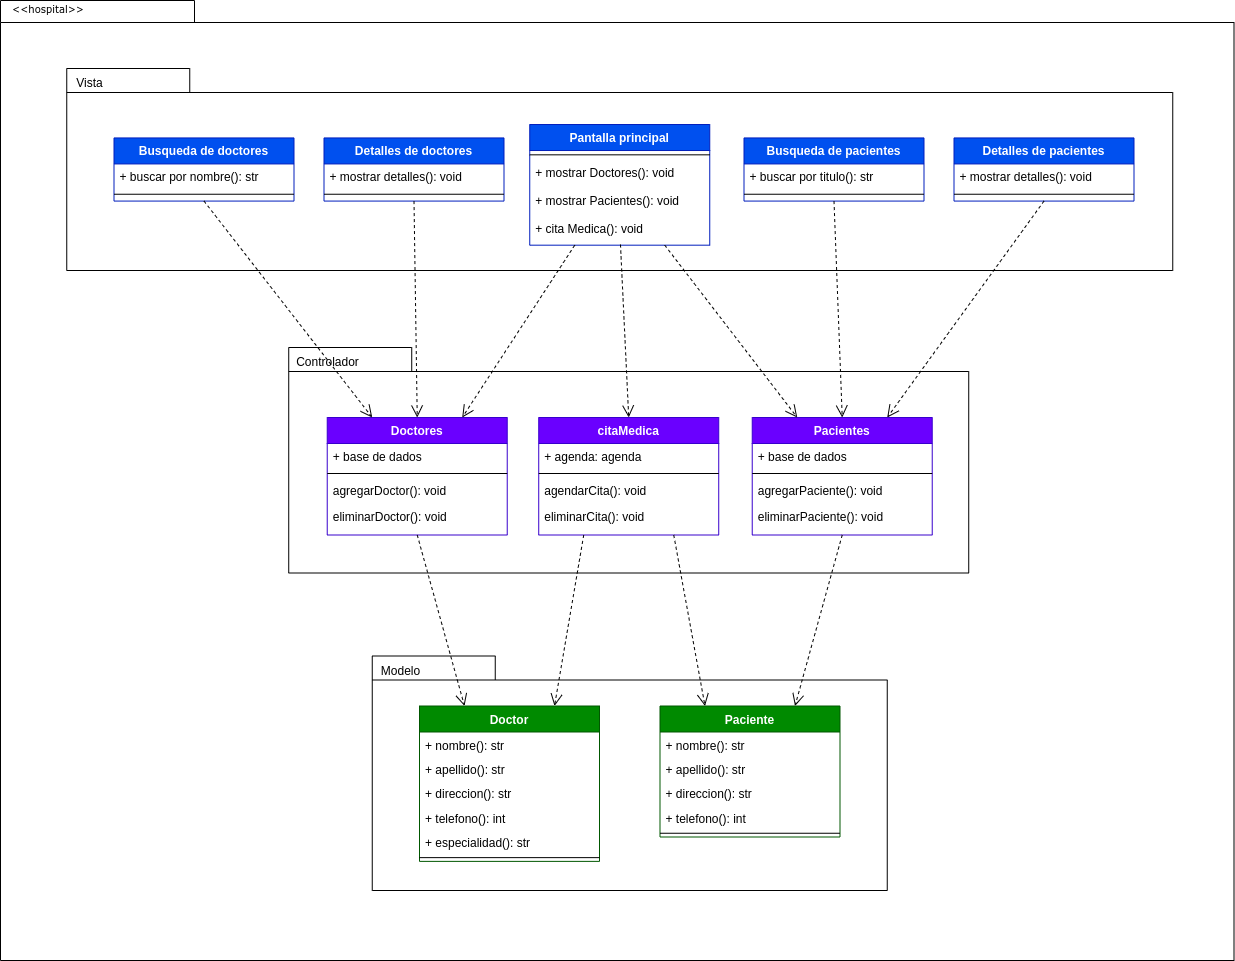 <<hospital>>
Vista
Busqueda de doctores
+ buscar por nombre(): str
Detalles de doctores
+ mostrar detalles(): void
Pantalla principal
+ mostrar Doctores(): void
+ mostrar Pacientes(): void
+ cita Medica(): void
Busqueda de pacientes
+ buscar por titulo(): str
Detalles de pacientes
+ mostrar detalles(): void
Controlador
Doctores
+ base de dados
agregarDoctor(): void
eliminarDoctor(): void
citaMedica
+ agenda: agenda
agendarCita(): void
eliminarCita(): void
Pacientes
+ base de dados
agregarPaciente(): void
eliminarPaciente(): void
Modelo
Doctor
+ nombre(): str
+ apellido(): str
+ direccion(): str
+ telefono(): int
+ especialidad(): str
Paciente
+ nombre(): str
+ apellido(): str
+ direccion(): str
+ telefono(): int